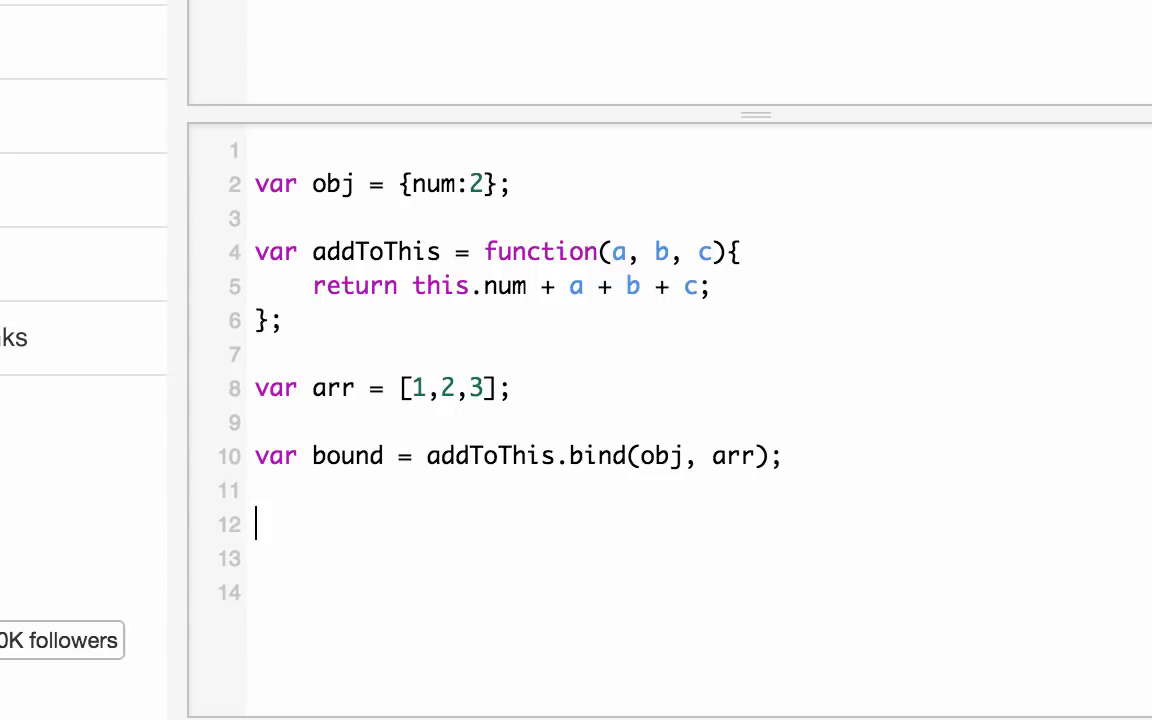 1
2 var obj = {num:2};
3
4 var addToThis = function(a, b, c){
5     return this.num + a + b + c;
6 };
7
8 var arr = [1,2,3];
9
10 var bound = addToThis.bind(obj, arr);
11
12
13
14
ks
0K followers